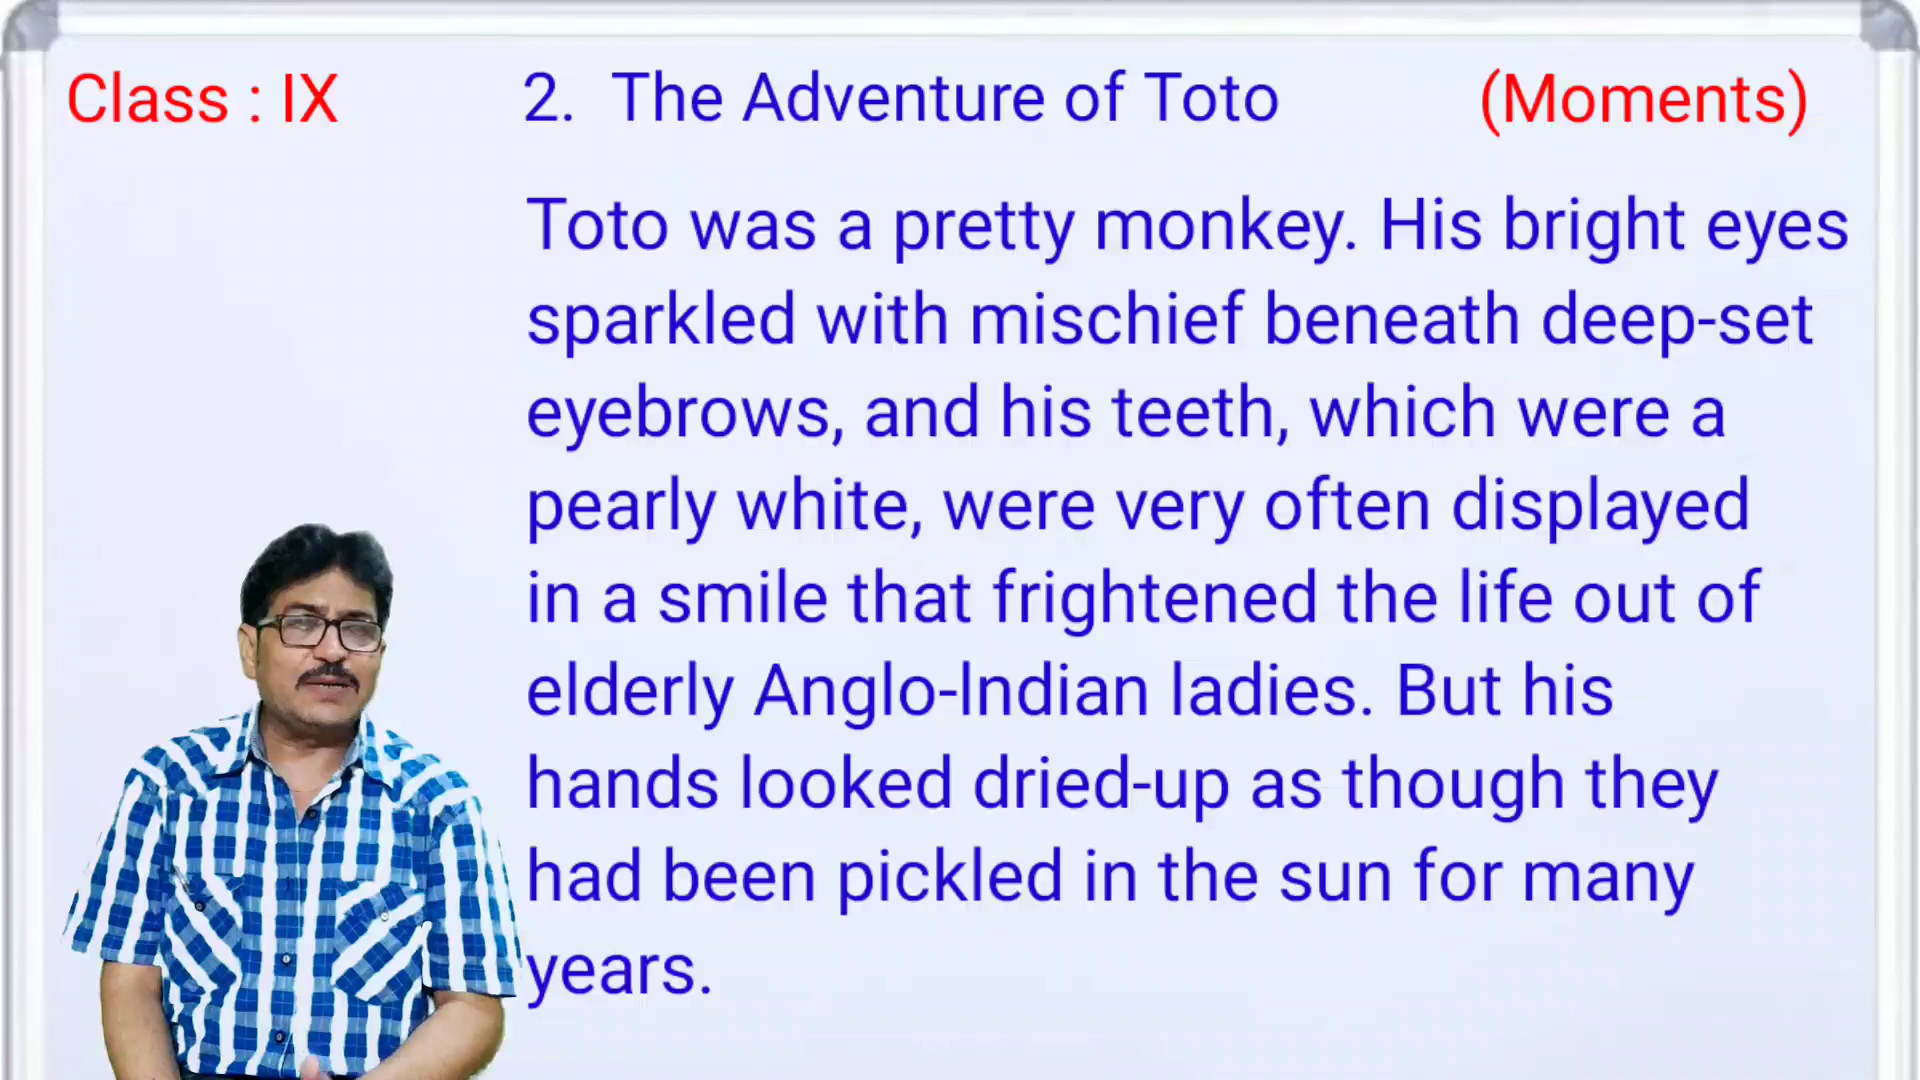 Class : IX 2. The Adventure of Toto (Moments)
Toto was a pretty monkey. His bright eyes
sparkled with mischief beneath deep-set
eyebrows, and his teeth, which were a
pearly white, were very often displayed
in a smile that frightened the life out of
elderly Anglo-Indian ladies. But his
hands looked dried-up as though they
had been pickled in the sun for many
years.